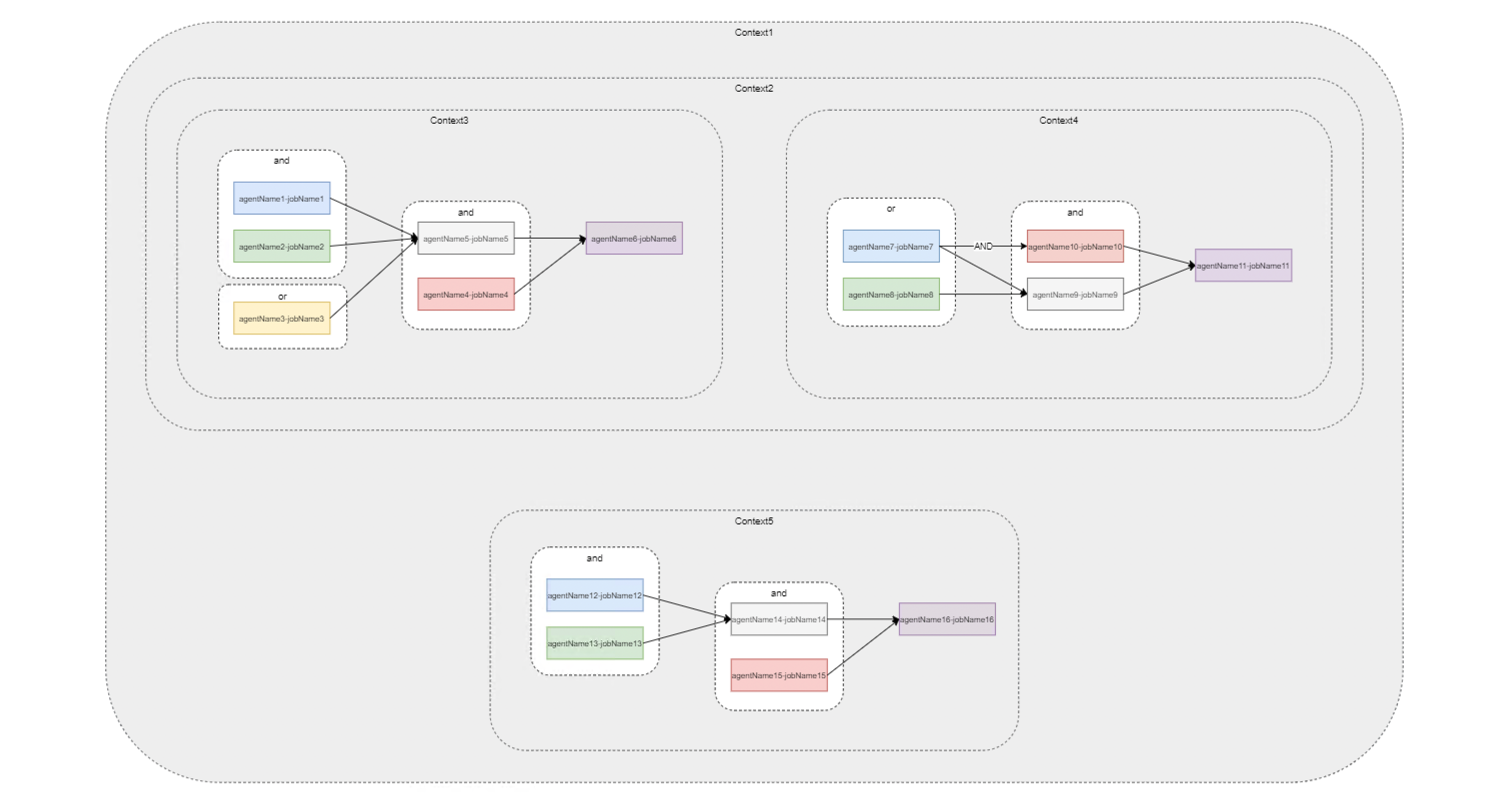 Context1
Context2
Context3
and
agentName1-jobName1
agentName2-jobName2
or
agentName3-jobName3
and
agentName5-jobName5
agentName4-jobName4
agentName6-jobName6
Context4
or
agentName7-jobName7
agentName8-jobName8
AND
and
agentName10-jobName10
agentName9-jobName9
agentName11-jobName11
Context5
and
agentName12-jobName12
agentName13-jobName13
and
agentName14-jobName14
agentName15-jobName15
agentName16-jobName16